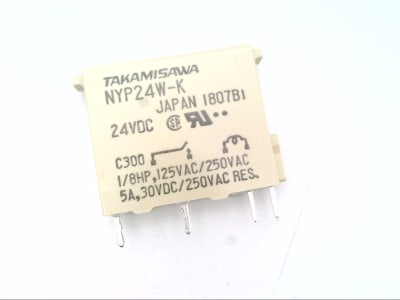 TAKAMISAWA
NYP24W-K
JAPAN 1807B1
24VDC
C300
1/8HP,125VAC/250VAC
5A,30VDC/250VAC RES.